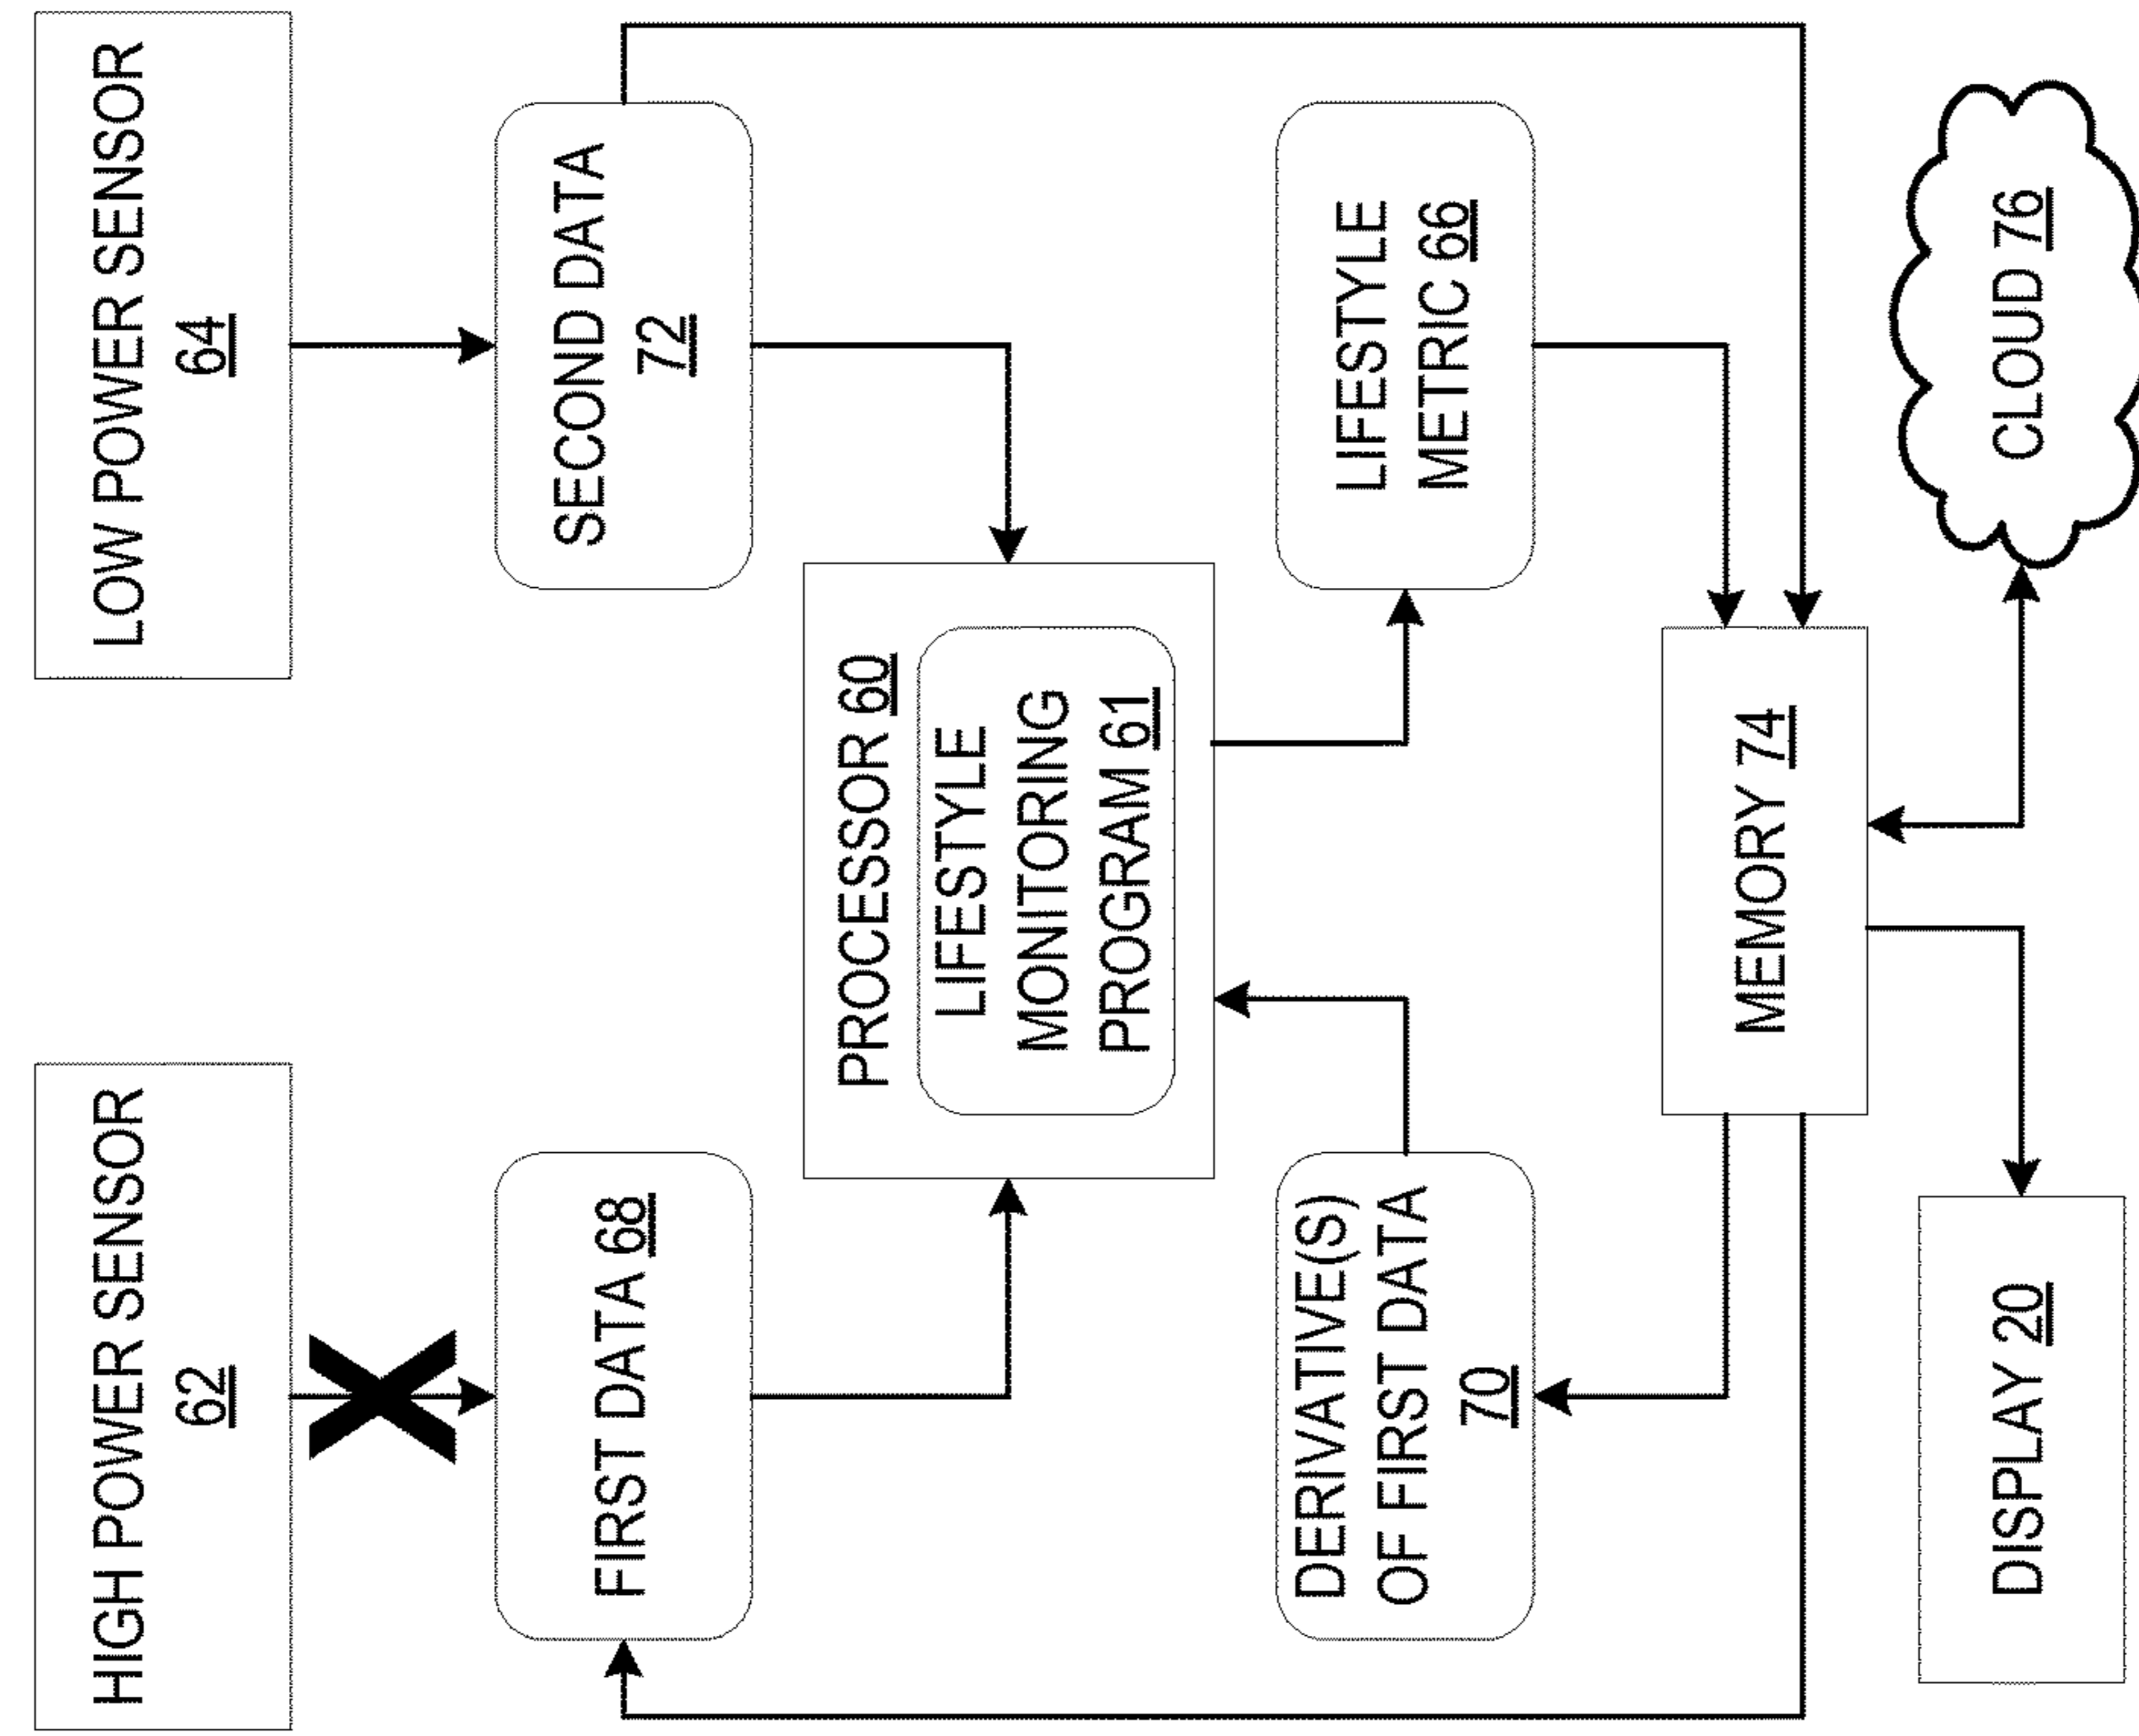 HIGH POWER SENSOR
62
LOW POWER SENSOR
64
FIRST DATA 68
SECOND DATA
72
PROCESSOR 60
LIFESTYLE
MONITORING
PROGRAM 61
DERIVATIVE(S)
OF FIRST DATA
70
LIFESTYLE
METRIC 66
MEMORY 74
DISPLAY 20
CLOUD 76